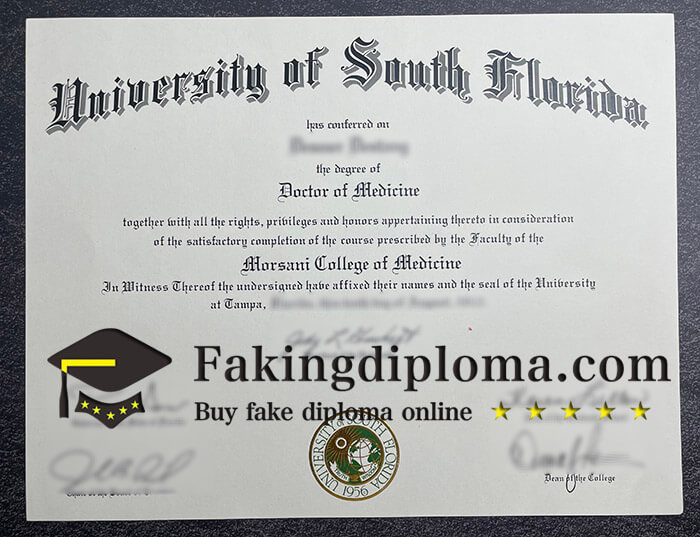 University of South Florida
has conferred on
the degree of
Doctor of Medicine
together with all the rights, privileges and honors appertaining thereto in consideration
of the satisfactory completion of the course prescribed by the Faculty of the
Morsani College of Medicine
In Witness Thereof the undersigned have affixed their names and the seal of the University
at Tampa,
Fakingdiploma.com
Buy fake diploma online
UNIVERSITY of SOUTH FLORIDA
1956
Dean of the College